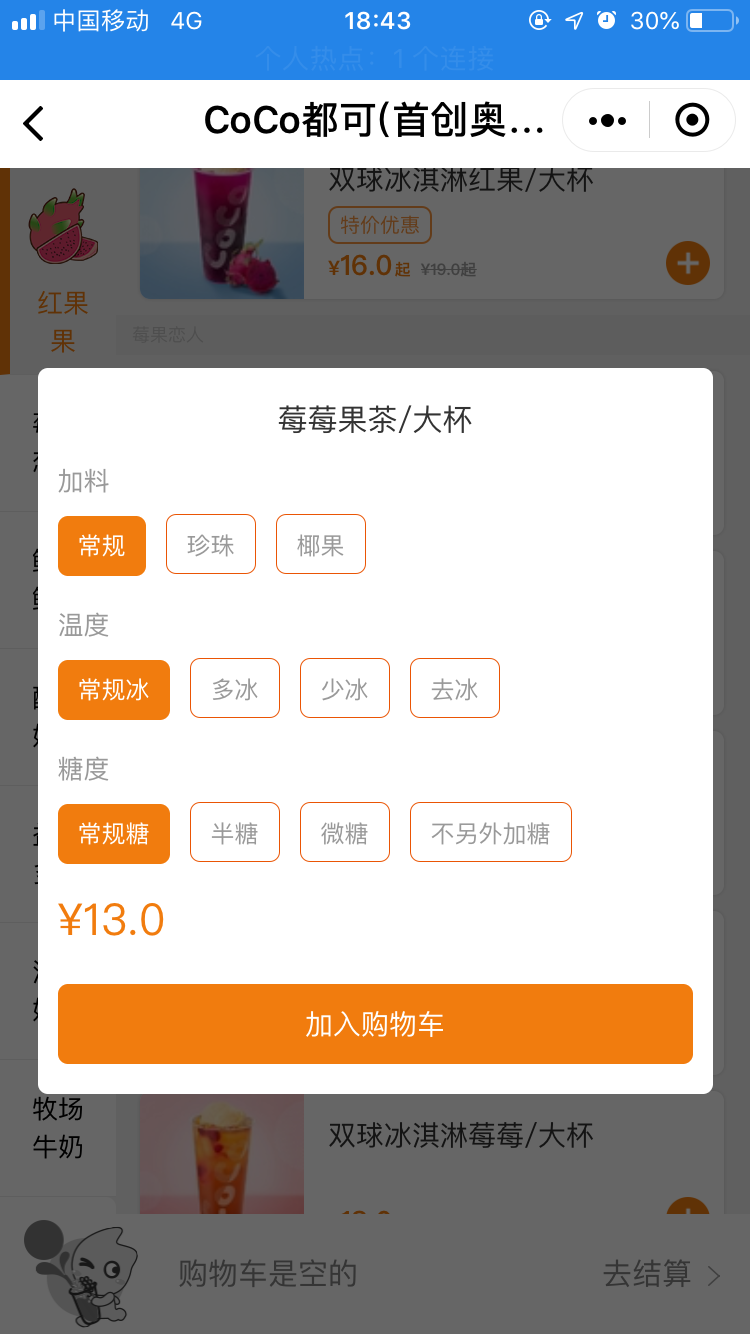 中国移动 4G 18:43 30%
个人热点：1 个连接
CoCo都可(首创奥...
双球冰淇淋红果/大杯
特价优惠
¥16.0起 ¥19.0起
红果
果
莓果恋人
莓莓果茶/大杯
加料
常规 珍珠 椰果
温度
常规冰 多冰 少冰 去冰
糖度
常规糖 半糖 微糖 不另外加糖
¥13.0
加入购物车
牧场
牛奶
双球冰淇淋莓莓/大杯
购物车是空的 去结算